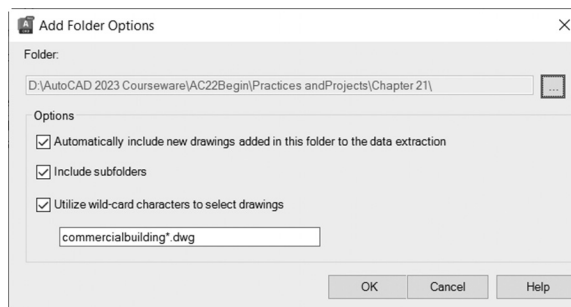 Add Folder Options
Folder:
D:\AutoCAD 2023 Courseware\AC22Begin\Practices andProjects\Chapter 21\
...
Options
Automatically include new drawings added in this folder to the data extraction
Include subfolders
Utilize wild-card characters to select drawings
commercialbuilding*.dwg
OK Cancel Help